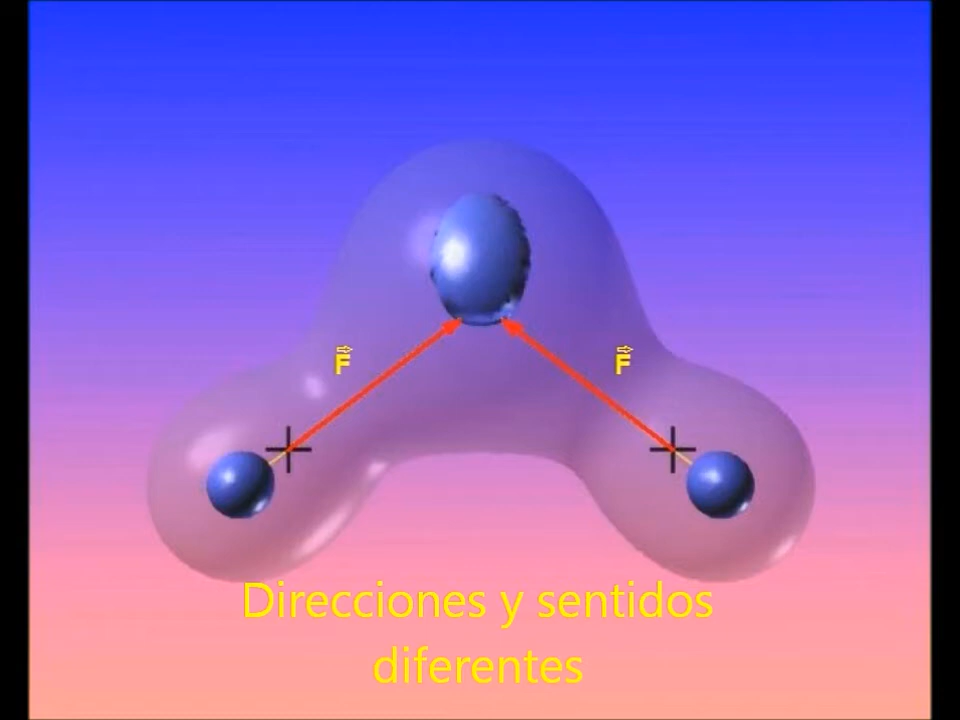 F⃗ F⃗
Direcciones y sentidos
diferentes